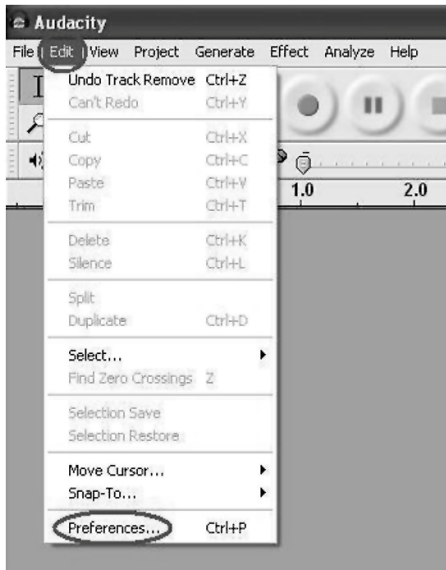 Audacity
File Edit View Project Generate Effect Analyze Help
Undo Track Remove Ctrl+Z
Can't Redo Ctrl+Y
Cut Ctrl+X
Copy Ctrl+C
Paste Ctrl+V
Trim Ctrl+T
1.0 2.0
Delete Ctrl+K
Silence Ctrl+L
Split
Duplicate Ctrl+D
Select...
Find Zero Crossings Z
Selection Save
Selection Restore
Move Cursor...
Snap-To...
Preferences... Ctrl+P